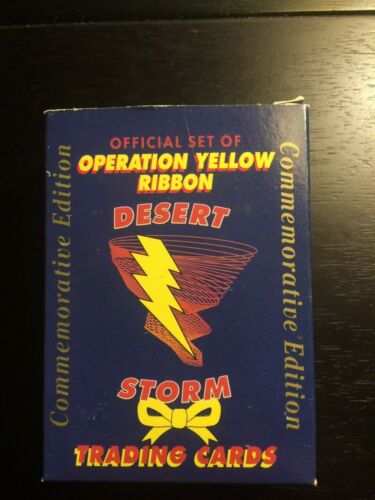 OFFICIAL SET OF
OPERATION YELLOW
RIBBON
DESERT
STORM
TRADING CARDS
Commemorative Edition
Commemorative Edition